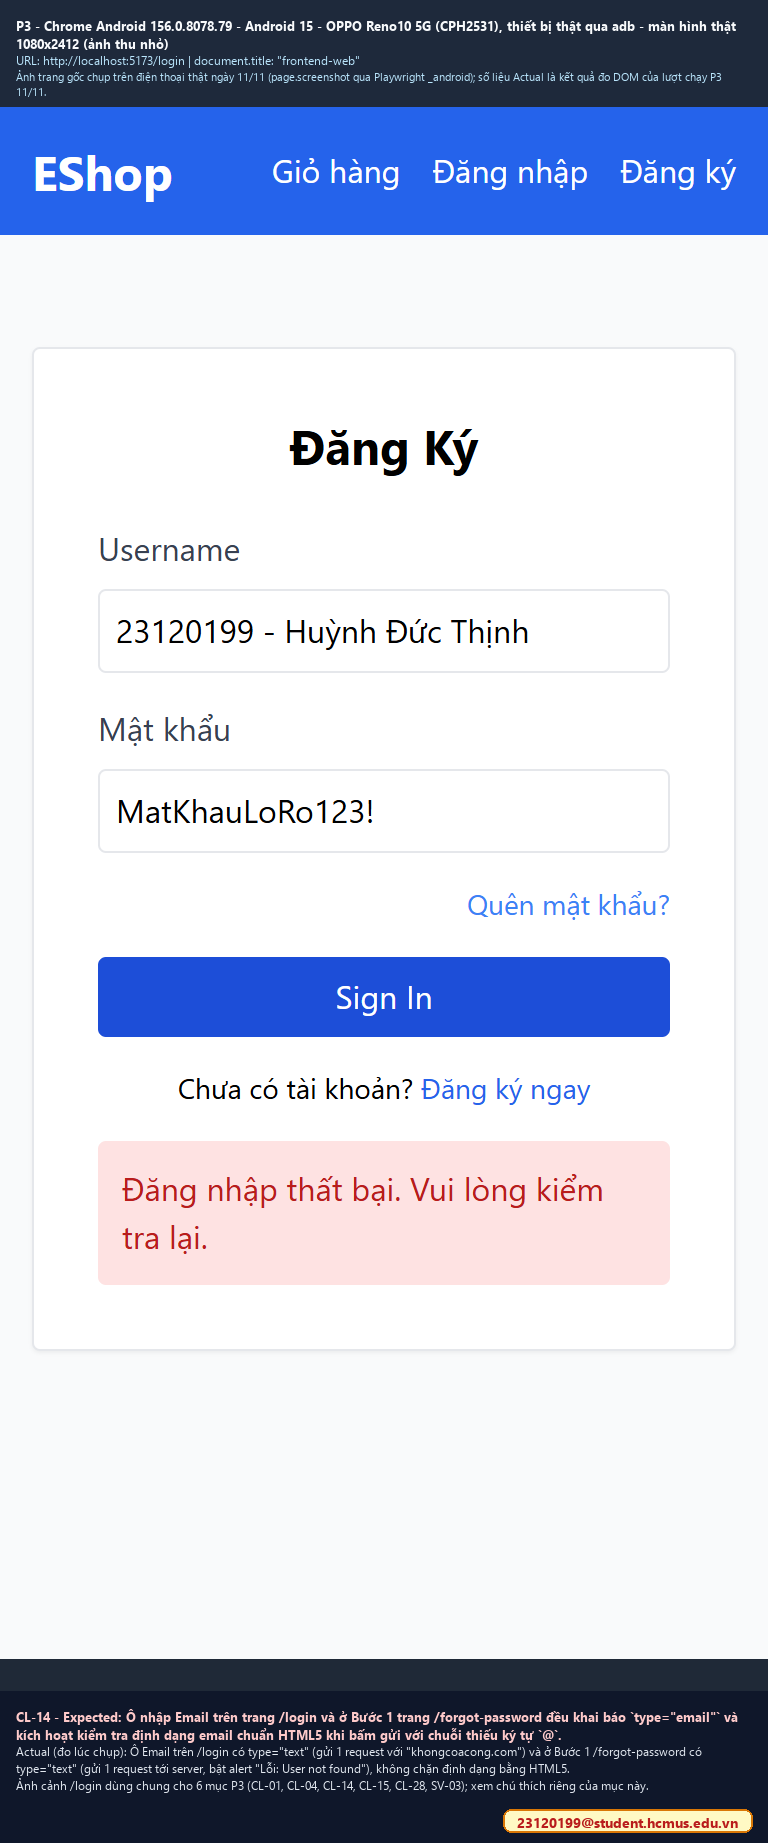 P3 - Chrome Android 156.0.8078.79 - Android 15 - OPPO Reno10 5G (CPH2531), thiết bị thật qua adb - màn hình thật
1080x2412 (ảnh thu nhỏ)
URL: http://localhost:5173/login | document.title: "frontend-web"
Ảnh trang gốc chụp trên điện thoại thật ngày 11/11 (page.screenshot qua Playwright _android); số liệu Actual là kết quả đo DOM của lượt chạy P3
11/11.
EShop
Giỏ hàng
Đăng nhập
Đăng ký
Đăng Ký
Username
23120199 - Huỳnh Đức Thịnh
Mật khẩu
MatKhauLoRo123!
Quên mật khẩu?
Sign In
Chưa có tài khoản? Đăng ký ngay
Đăng nhập thất bại. Vui lòng kiểm
tra lại.
CL-14 - Expected: Ô nhập Email trên trang /login và ở Bước 1 trang /forgot-password đều khai báo `type="email"` và
kích hoạt kiểm tra định dạng email chuẩn HTML5 khi bấm gửi với chuỗi thiếu ký tự `@`.
Actual (đo lúc chụp): Ô Email trên /login có type="text" (gửi 1 request với "khongcoacong.com") và ở Bước 1 /forgot-password có
type="text" (gửi 1 request tới server, bật alert "Lỗi: User not found"), không chặn định dạng bằng HTML5.
Ảnh cảnh /login dùng chung cho 6 mục P3 (CL-01, CL-04, CL-14, CL-15, CL-28, SV-03); xem chú thích riêng của mục này.
23120199@student.hcmus.edu.vn